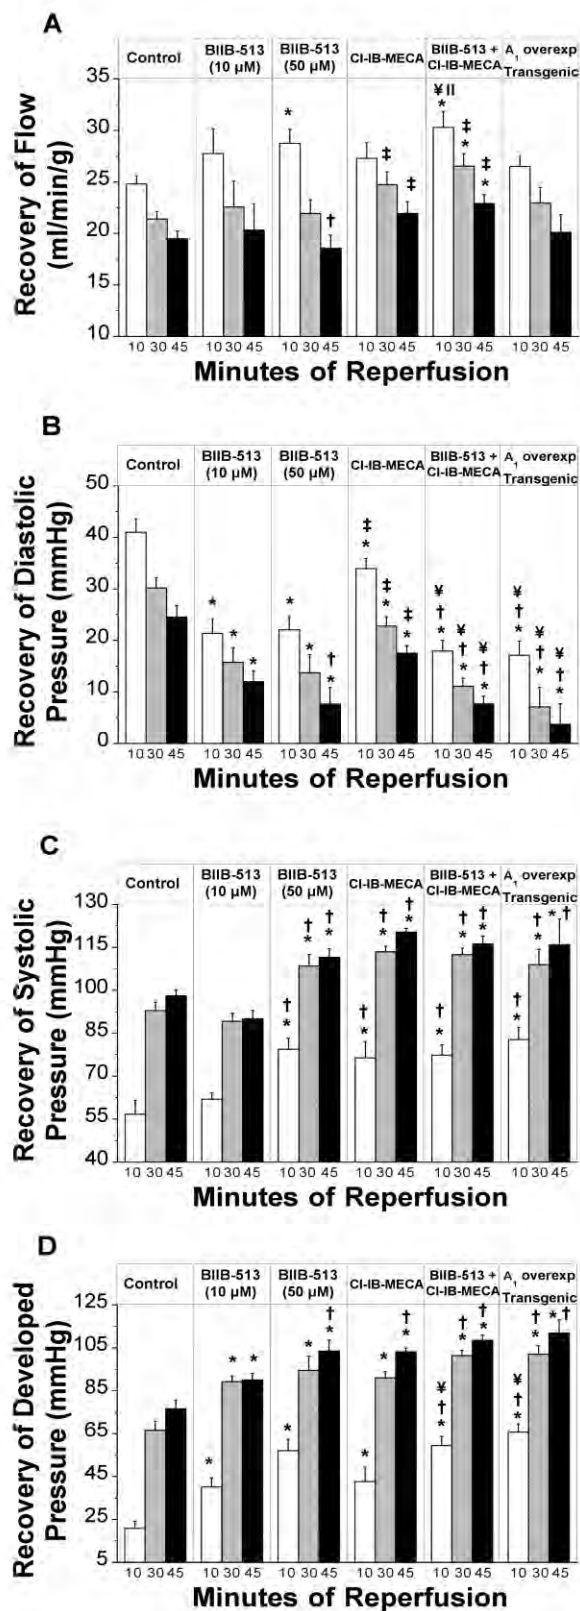 A
Control
BIIB-513
(10 µM)
BIIB-513
(50 µM)
Cl-IB-MECA
BIIB-513 +
Cl-IB-MECA
A1 overexp
Transgenic
Recovery of Flow
(ml/min/g)
35
30
25
20
15
10
*
†
‡
‡
¥ II
*
‡
*
‡
*
10 30 45 10 30 45 10 30 45 10 30 45 10 30 45 10 30 45
Minutes of Reperfusion
B
Control
BIIB-513
(10 µM)
BIIB-513
(50 µM)
Cl-IB-MECA
BIIB-513 +
Cl-IB-MECA
A1 overexp
Transgenic
Recovery of Diastolic
Pressure (mmHg)
50
40
30
20
10
0
*
*
*
*
*
†
*
‡
*
‡
*
‡
*
¥
†
*
¥
†
*
¥
†
*
¥
†
*
¥
†
*
¥
†
*
10 30 45 10 30 45 10 30 45 10 30 45 10 30 45 10 30 45
Minutes of Reperfusion
C
Control
BIIB-513
(10 µM)
BIIB-513
(50 µM)
Cl-IB-MECA
BIIB-513 +
Cl-IB-MECA
A1 overexp
Transgenic
Recovery of Systolic
Pressure (mmHg)
130
115
100
85
70
55
40
†
*
†
*
†
*
†
*
†
*
†
*
†
*
†
*
†
*
†
*
†
*
* †
10 30 45 10 30 45 10 30 45 10 30 45 10 30 45 10 30 45
Minutes of Reperfusion
D
Control
BIIB-513
(10 µM)
BIIB-513
(50 µM)
Cl-IB-MECA
BIIB-513 +
Cl-IB-MECA
A1 overexp
Transgenic
Recovery of Developed
Pressure (mmHg)
125
105
85
65
45
25
5
*
*
*
*
*
†
*
*
*
†
*
¥
†
*
†
*
†
*
¥
†
*
†
*
* †
10 30 45 10 30 45 10 30 45 10 30 45 10 30 45 10 30 45
Minutes of Reperfusion